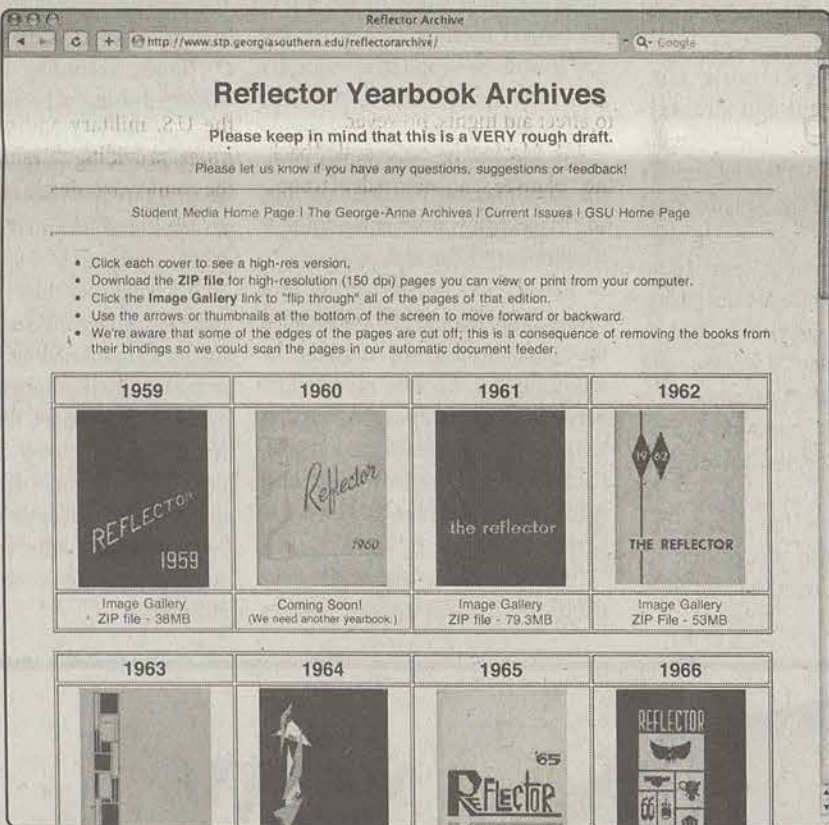 Reflector Archive
http://www.stp.georgiasouthern.edu/reflectorarchive/
Q- Google
Reflector Yearbook Archives
Please keep in mind that this is a VERY rough draft.
Please let us know if you have any questions, suggestions or feedback!
Student Media Home Page | The George-Anne Archives | Current Issues | GSU Home Page
• Click each cover to see a high-res version.
• Download the ZIP file for high-resolution (150 dpi) pages you can view or print from your computer.
• Click the Image Gallery link to "flip through" all of the pages of that edition.
• Use the arrows or thumbnails at the bottom of the screen to move forward or backward.
• We're aware that some of the edges of the pages are cut off; this is a consequence of removing the books from
their bindings so we could scan the pages in our automatic document feeder.
1959 1960 1961 1962
REFLECTOR
1959
Reflector
1960
the reflector
19 62
THE REFLECTOR
Image Gallery
ZIP file - 38MB
Coming Soon!
(We need another yearbook.)
Image Gallery
ZIP file - 79.3MB
Image Gallery
ZIP File - 53MB
1963 1964 1965 1966
'65
REFLECTOR
REFLECTOR
66